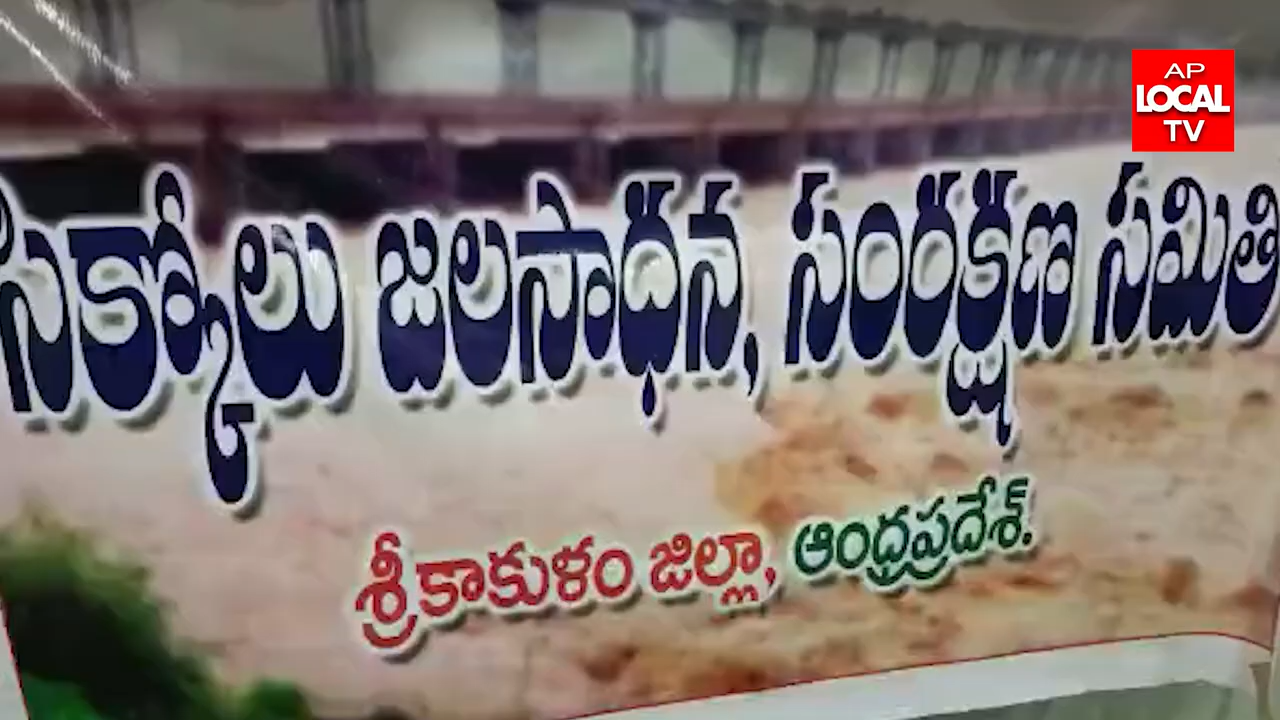 AP
LOCAL
TV
సిక్కోలు జలసాధన, సంరక్షణ సమితి
శ్రీకాకుళం జిల్లా, ఆంధ్రప్రదేశ్.